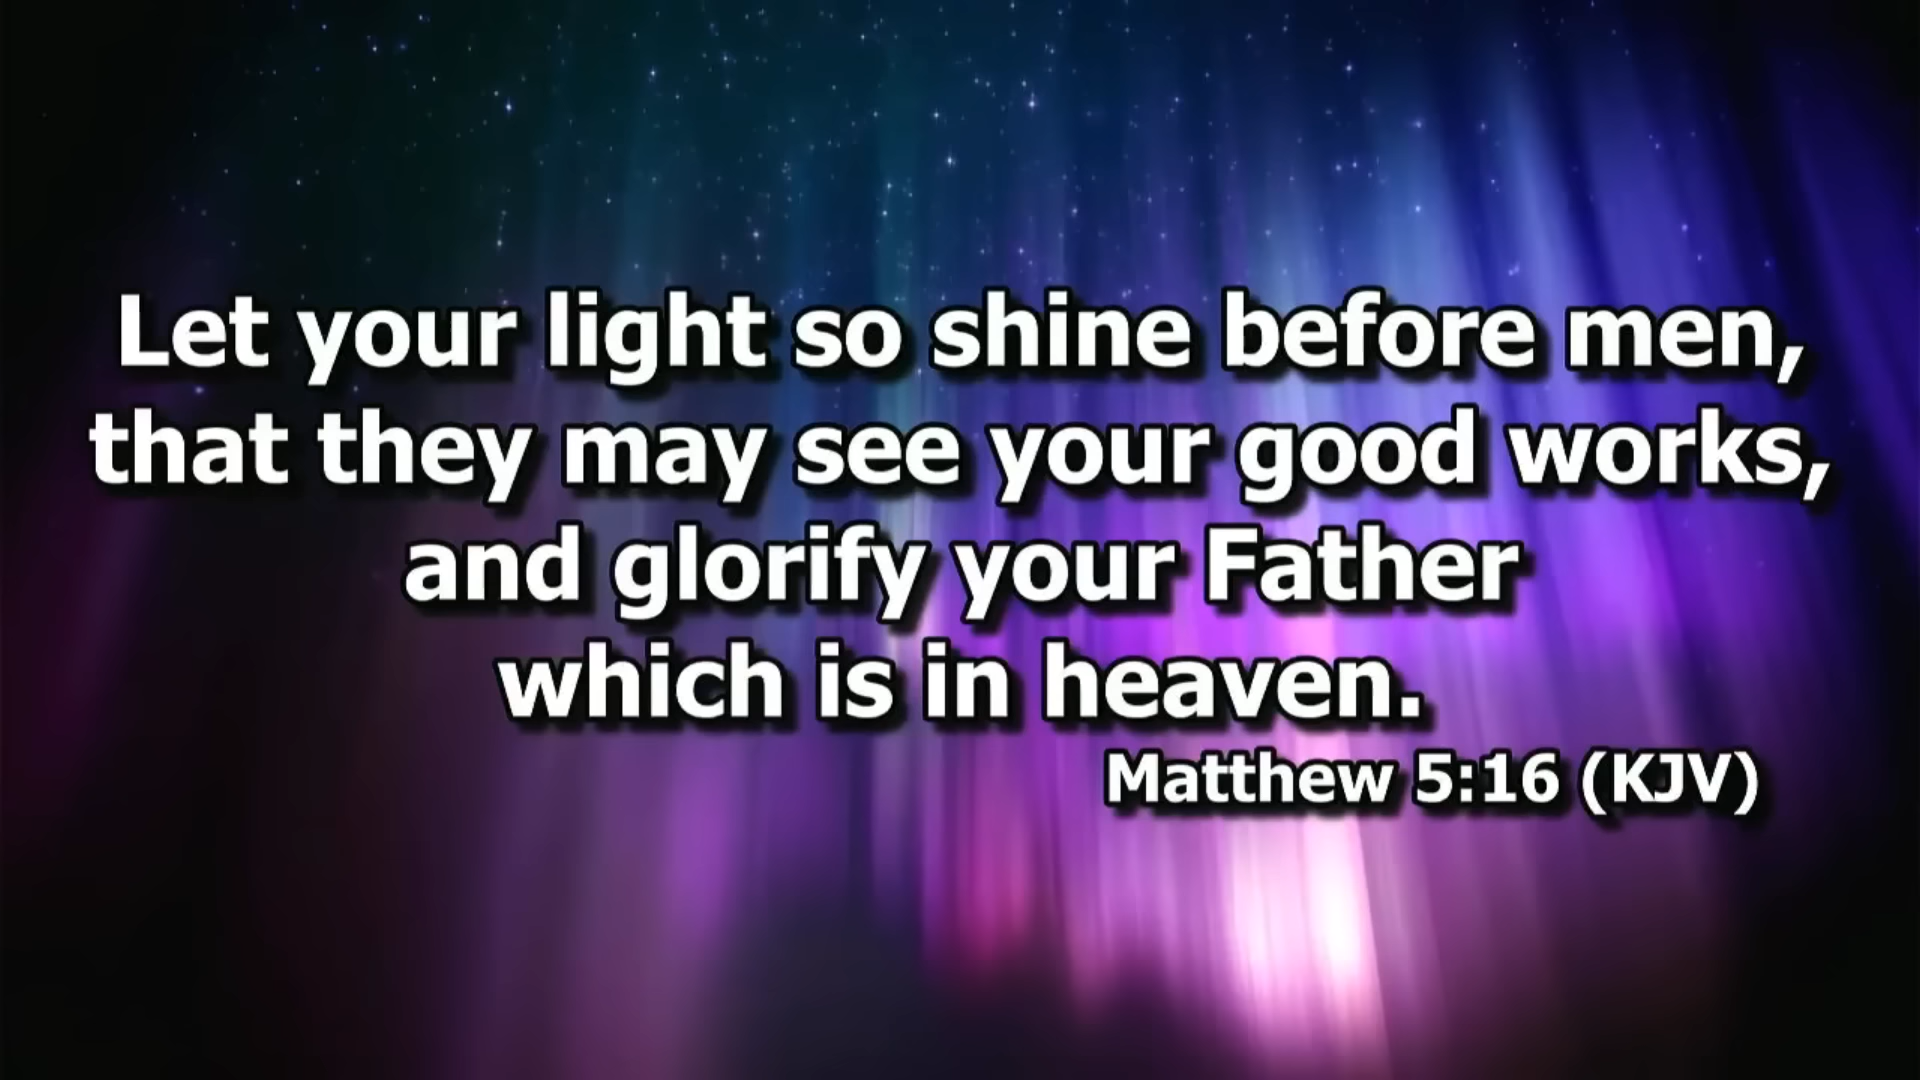 Let your light so shine before men,
that they may see your good works,
and glorify your Father
which is in heaven.
Matthew 5:16 (KJV)